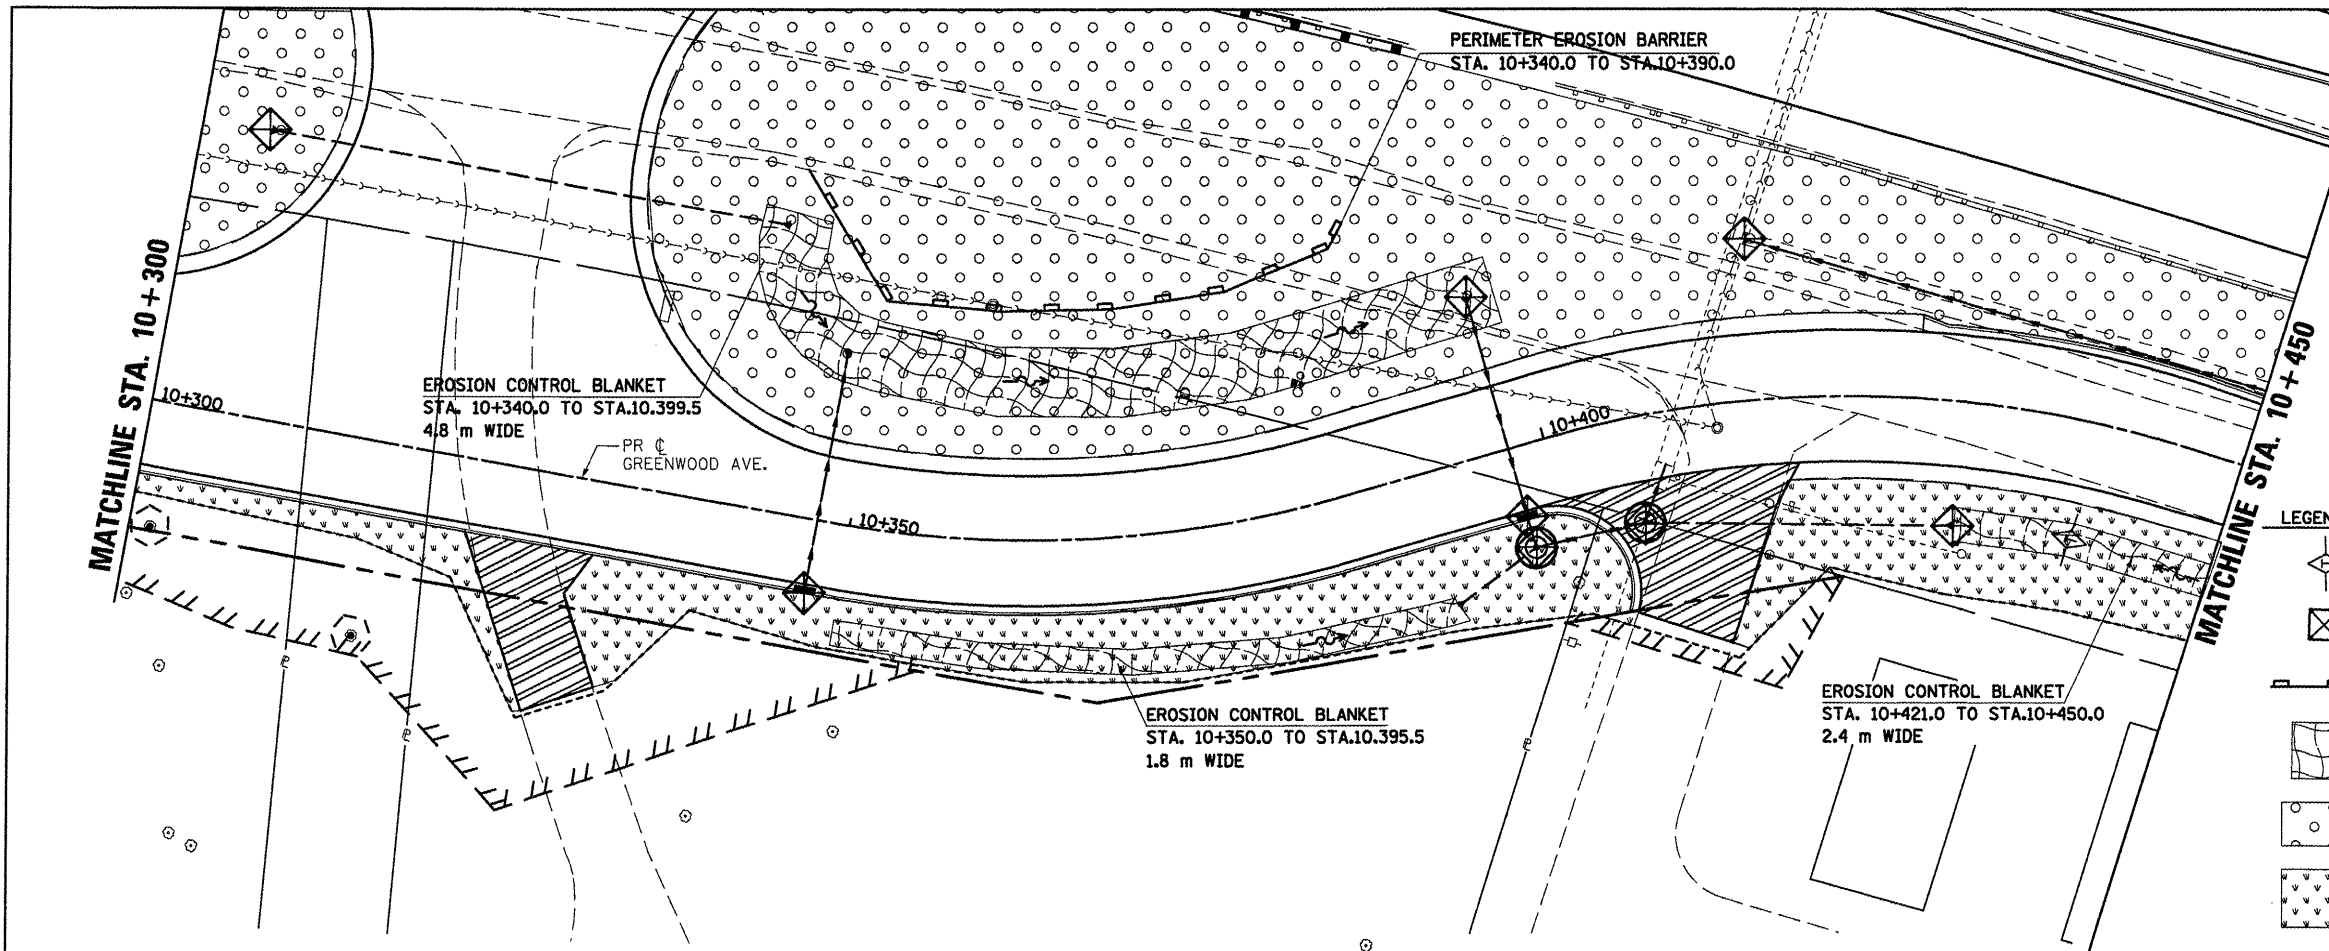 PERIMETER EROSION BARRIER
STA. 10+340.0 TO STA.10+390.0
MATCHLINE STA. 10+300
10+300
EROSION CONTROL BLANKET
STA. 10+340.0 TO STA.10.399.5
4.8 m WIDE
PR ℄
GREENWOOD AVE.
10+350
10+400
MATCHLINE STA. 10+450
LEGEN
EROSION CONTROL BLANKET
STA. 10+350.0 TO STA.10.395.5
1.8 m WIDE
EROSION CONTROL BLANKET
STA. 10+421.0 TO STA.10+450.0
2.4 m WIDE